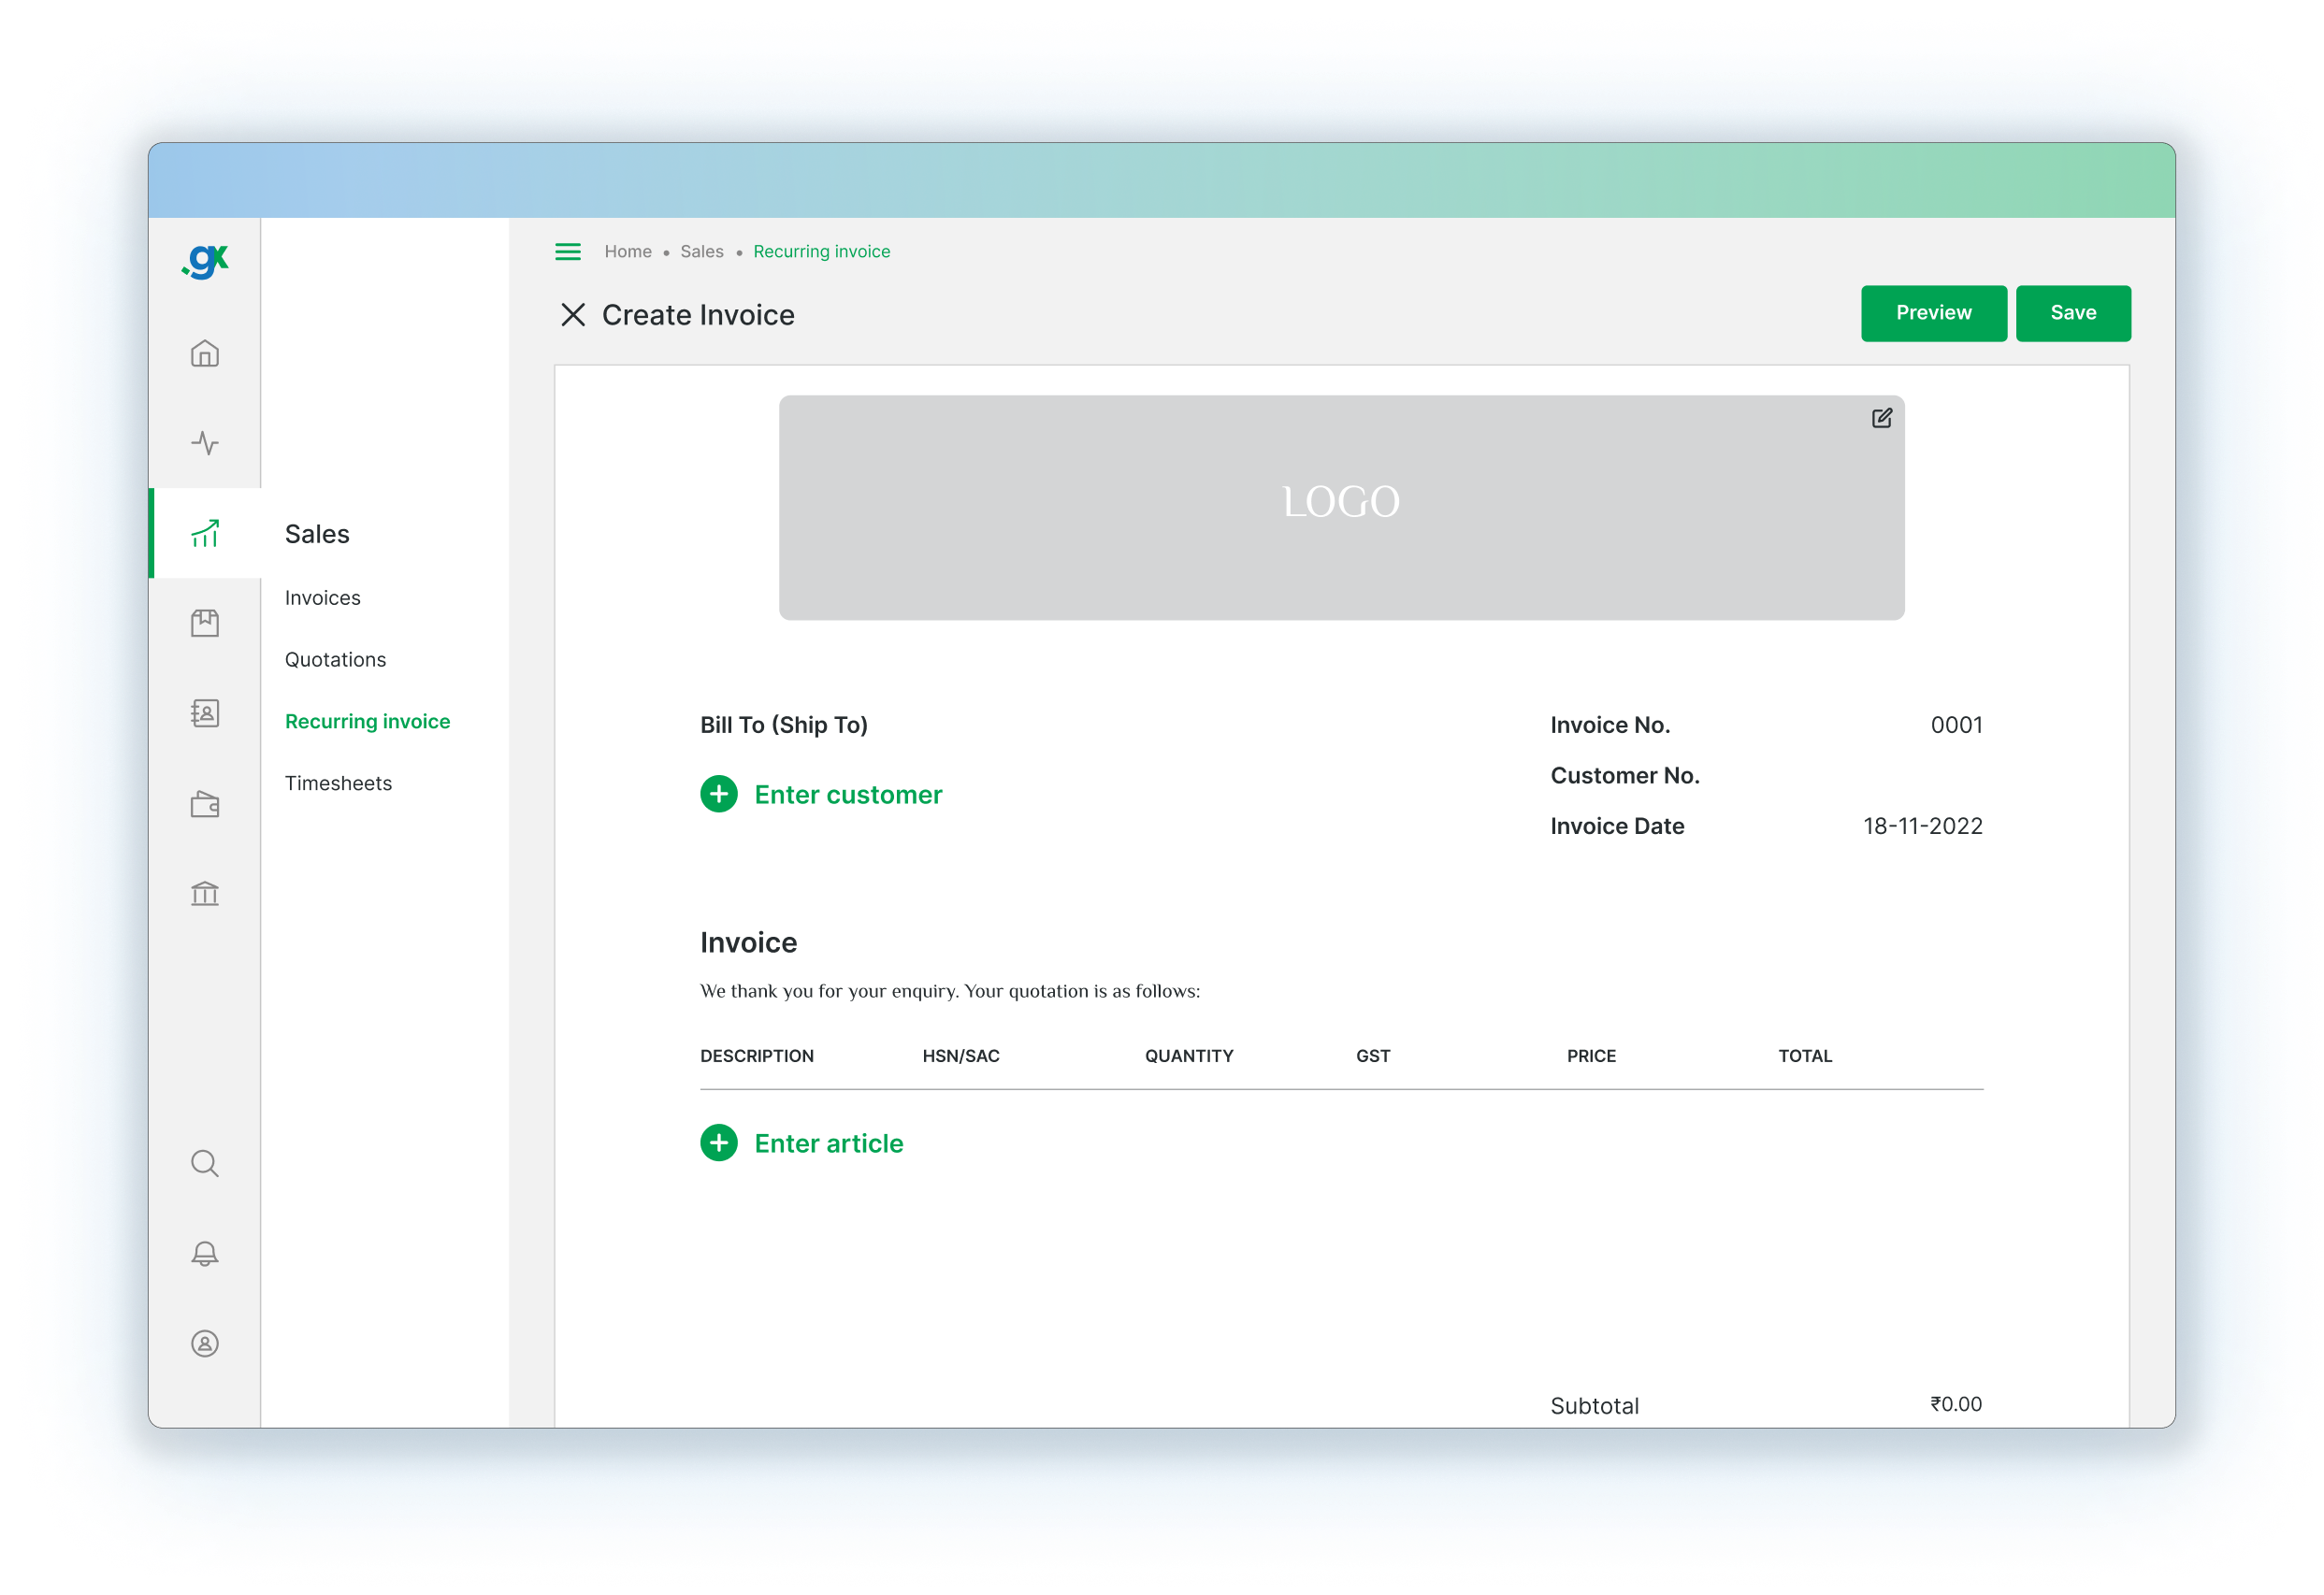 .gx
Home • Sales • Recurring invoice
Create Invoice
Preview
Save
LOGO
Sales
Invoices
Quotations
Recurring invoice
Timesheets
Bill To (Ship To)
Enter customer
Invoice No. 0001
Customer No.
Invoice Date 18-11-2022
Invoice
We thank you for your enquiry. Your quotation is as follows:
DESCRIPTION HSN/SAC QUANTITY GST PRICE TOTAL
Enter article
Subtotal ₹0.00